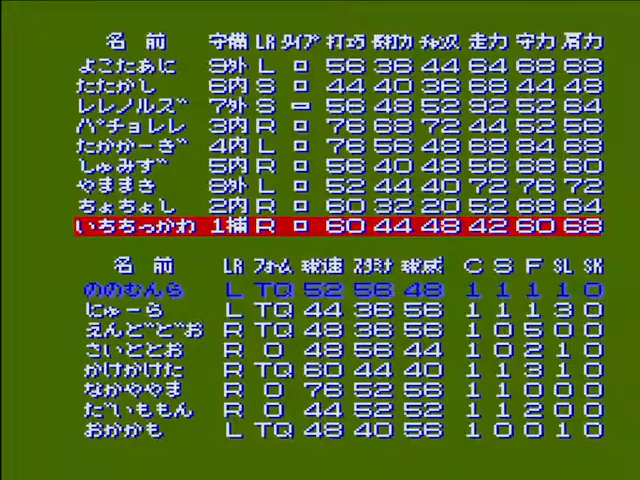 名前 守備 LR タイプ 打巧 長打力 チャンス 走力 守力 肩力
よこたあに 9外 L ロ 56 36 44 64 68 68
たたかし 6内 S ロ 44 40 36 68 44 48
レレノルズ 7外 S ー 56 48 52 92 52 64
パチョレレ 3内 R ロ 76 68 72 44 52 56
たかかーぎ 4内 L ロ 76 56 48 68 84 68
しゅみず 5内 R ロ 56 40 48 56 68 60
やままき 8外 L ロ 52 44 40 72 76 72
ちょちょし 2内 R ロ 60 32 20 52 68 64
いちちっかわ 1捕 R ロ 60 44 48 42 60 68
名前 LR フォーム 球速 スタミナ 球威 C S F SL SK
ののむんら L TQ 52 56 48 1 1 1 1 0
にゅーら L TQ 44 36 56 1 1 1 3 0
えんどどお R TQ 48 36 56 1 0 5 0 0
さいととお R O 48 56 44 1 0 2 1 0
かけかけた R TQ 60 44 40 1 1 3 1 0
なかややま R O 76 52 56 1 1 0 0 0
だいももん R O 44 52 52 1 1 2 0 0
おかかも L TQ 48 40 56 1 0 0 1 0